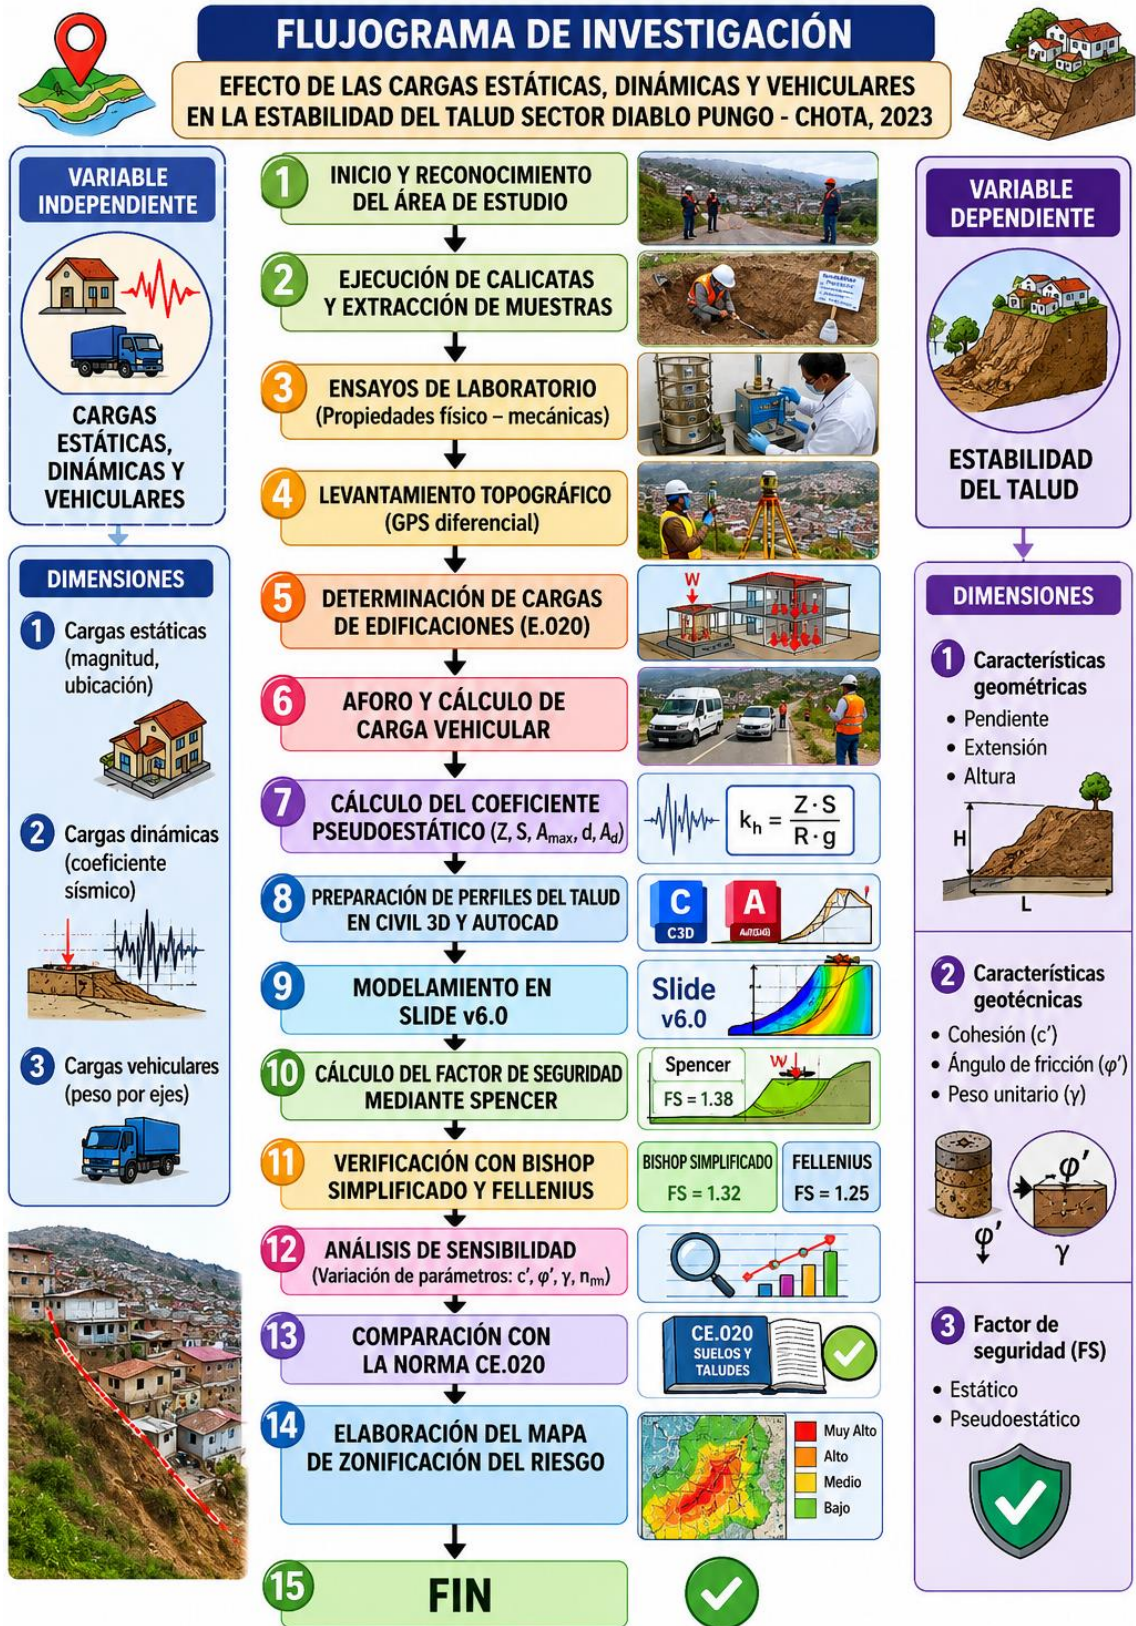 FLUJOGRAMA DE INVESTIGACIÓN
EFECTO DE LAS CARGAS ESTÁTICAS, DINÁMICAS Y VEHICULARES
EN LA ESTABILIDAD DEL TALUD SECTOR DIABLO PUNGO - CHOTA, 2023
VARIABLE
INDEPENDIENTE
CARGAS
ESTÁTICAS,
DINÁMICAS Y
VEHICULARES
DIMENSIONES
1 Cargas estáticas
(magnitud,
ubicación)
2 Cargas dinámicas
(coeficiente
sísmico)
3 Cargas vehiculares
(peso por ejes)
1 INICIO Y RECONOCIMIENTO
DEL ÁREA DE ESTUDIO
2 EJECUCIÓN DE CALICATAS
Y EXTRACCIÓN DE MUESTRAS
3 ENSAYOS DE LABORATORIO
(Propiedades físico – mecánicas)
4 LEVANTAMIENTO TOPOGRÁFICO
(GPS diferencial)
5 DETERMINACIÓN DE CARGAS
DE EDIFICACIONES (E.020)
W
6 AFORO Y CÁLCULO DE
CARGA VEHICULAR
7 CÁLCULO DEL COEFICIENTE
PSEUDOESTÁTICO (Z, S, Amax, d, Ad)
kh = Z · S / R · g
8 PREPARACIÓN DE PERFILES DEL TALUD
EN CIVIL 3D Y AUTOCAD
C
C3D
A
9 MODELAMIENTO EN
SLIDE v6.0
Slide
v6.0
10 CÁLCULO DEL FACTOR DE SEGURIDAD
MEDIANTE SPENCER
Spencer
FS = 1.38
W
11 VERIFICACIÓN CON BISHOP
SIMPLIFICADO Y FELLENIUS
BISHOP SIMPLIFICADO
FS = 1.32
FELLENIUS
FS = 1.25
12 ANÁLISIS DE SENSIBILIDAD
(Variación de parámetros: c', φ', γ, nm)
13 COMPARACIÓN CON
LA NORMA CE.020
CE.020
SUELOS Y
TALUDES
14 ELABORACIÓN DEL MAPA
DE ZONIFICACIÓN DEL RIESGO
Muy Alto
Alto
Medio
Bajo
15 FIN
VARIABLE
DEPENDIENTE
ESTABILIDAD
DEL TALUD
DIMENSIONES
1 Características
geométricas
• Pendiente
• Extensión
• Altura
H
L
2 Características
geotécnicas
• Cohesión (c')
• Ángulo de fricción (φ')
• Peso unitario (γ)
φ'
φ'
γ
3 Factor de
seguridad (FS)
• Estático
• Pseudoestático